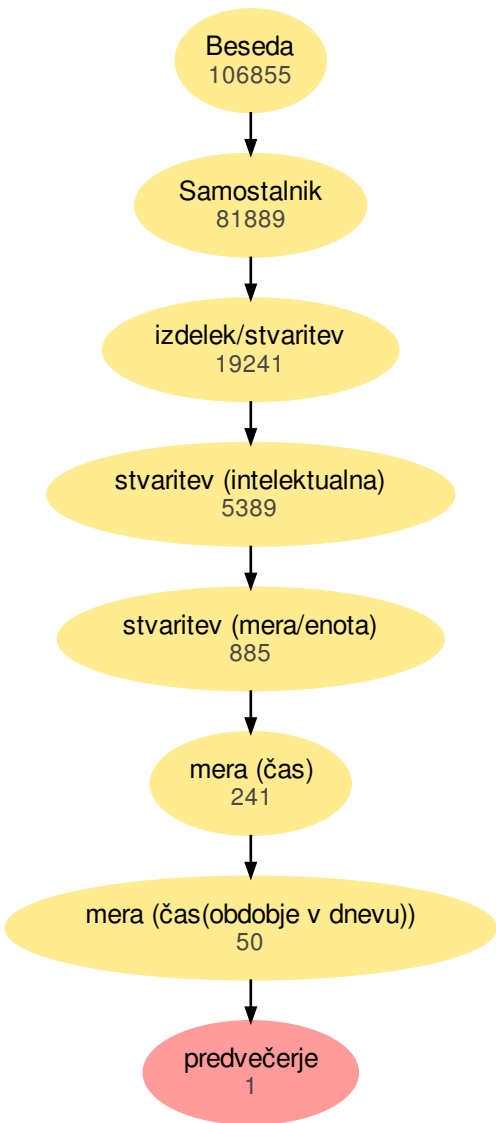 Beseda
106855
Samostalnik
81889
izdelek/stvaritev
19241
stvaritev (intelektualna)
5389
stvaritev (mera/enota)
885
mera (čas)
241
mera (čas(obdobje v dnevu))
50
predvečerje
1